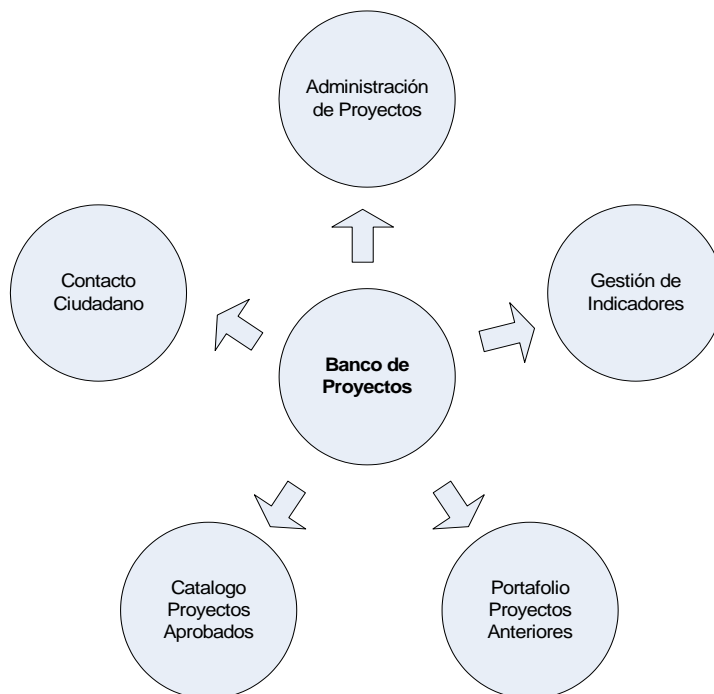 Administración
de Proyectos
Contacto
Ciudadano
Gestión de
Indicadores
Banco de
Proyectos
Catalogo
Proyectos
Aprobados
Portafolio
Proyectos
Anteriores